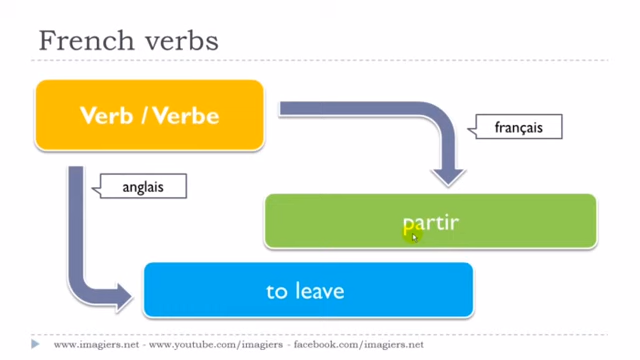 French verbs
Verb / Verbe
français
anglais
partir
to leave
www.imagiers.net - www.youtube.com/imagiers - facebook.com/imagiers.net